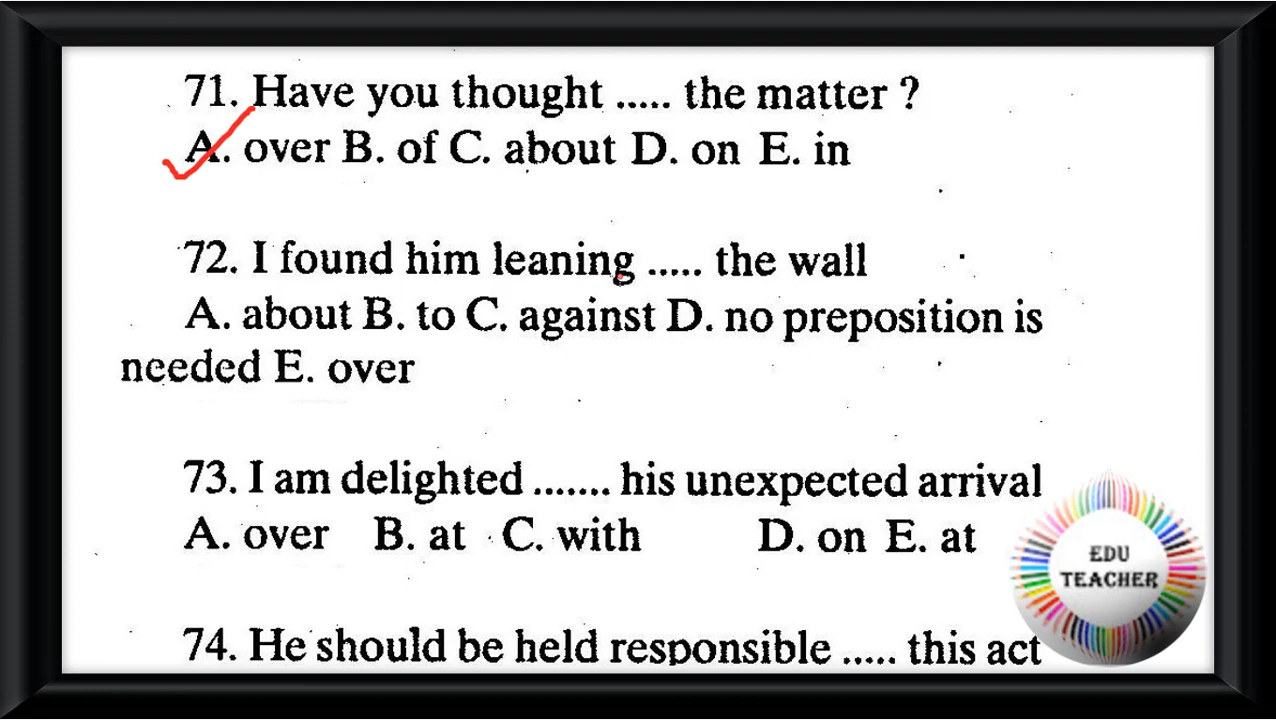 71. Have you thought ..... the matter ?
A. over B. of C. about D. on E. in
72. I found him leaning ..... the wall
A. about B. to C. against D. no preposition is
needed E. over
73. I am delighted ....... his unexpected arrival
A. over B. at C. with D. on E. at
EDU
TEACHER
74. He should be held responsible ..... this act